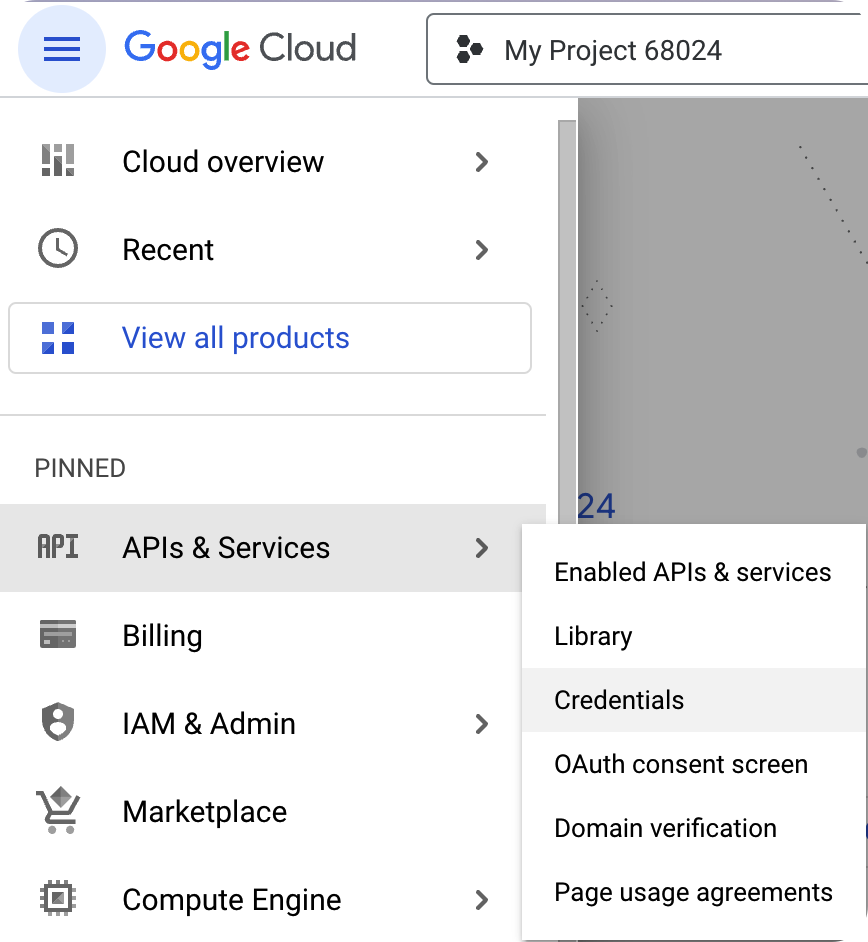 Google Cloud
My Project 68024
Cloud overview
Recent
View all products
PINNED
24
API
APIs & Services
Billing
IAM & Admin
Marketplace
Compute Engine
Enabled APIs & services
Library
Credentials
OAuth consent screen
Domain verification
Page usage agreements